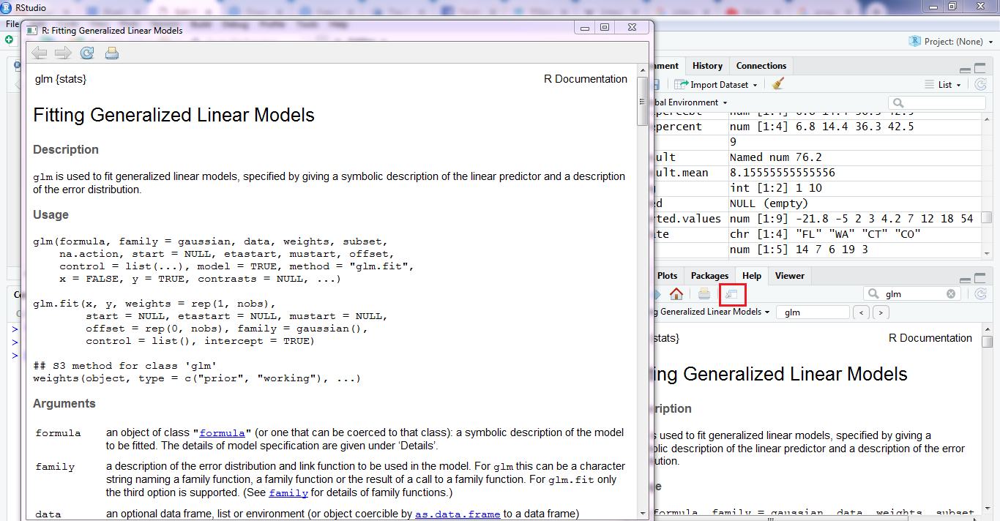 RStudio
File
R: Fitting Generalized Linear Models
glm {stats}
R Documentation
Fitting Generalized Linear Models
Description
glm is used to fit generalized linear models, specified by giving a symbolic description of the linear predictor and a description
of the error distribution.
Usage
glm(formula, family = gaussian, data, weights, subset,
na.action, start = NULL, etastart, mustart, offset,
control = list(...), model = TRUE, method = "glm.fit",
x = FALSE, y = TRUE, contrasts = NULL, ...)
glm.fit(x, y, weights = rep(1, nobs),
start = NULL, etastart = NULL, mustart = NULL,
offset = rep(0, nobs), family = gaussian(),
control = list(), intercept = TRUE)
## S3 method for class 'glm'
weights(object, type = c("prior", "working"), ...)
Arguments
formula an object of class "formula" (or one that can be coerced to that class): a symbolic description of the model
to be fitted. The details of model specification are given under ‘Details’.
family a description of the error distribution and link function to be used in the model. For glm this can be a character
string naming a family function, a family function or the result of a call to a family function. For glm.fit only
the third option is supported. (See family for details of family functions.)
data an optional data frame, list or environment (or object coercible by as.data.frame to a data frame)
Co
>
>
>
Project: (None)
nment History Connections
Import Dataset List
bal Environment
num [1:4] 6.8 14.4 36.3 42.5
epercent num [1:4] 6.8 14.4 36.3 42.5
9
ult Named num 76.2
ult.mean 8.15555555555556
int [1:2] 1 10
ed NULL (empty)
rted.values num [1:9] -21.8 -5 2 3 4.2 7 12 18 54
ate chr [1:4] "FL" "WA" "CT" "CO"
num [1:5] 14 7 6 19 3
Plots Packages Help Viewer
glm
g Generalized Linear Models glm < >
stats}
R Documentation
ing Generalized Linear Models
ription
s used to fit generalized linear models, specified by giving a
olic description of the linear predictor and a description of the error
ution.
e
formula, family = gaussian, data, weights, subset